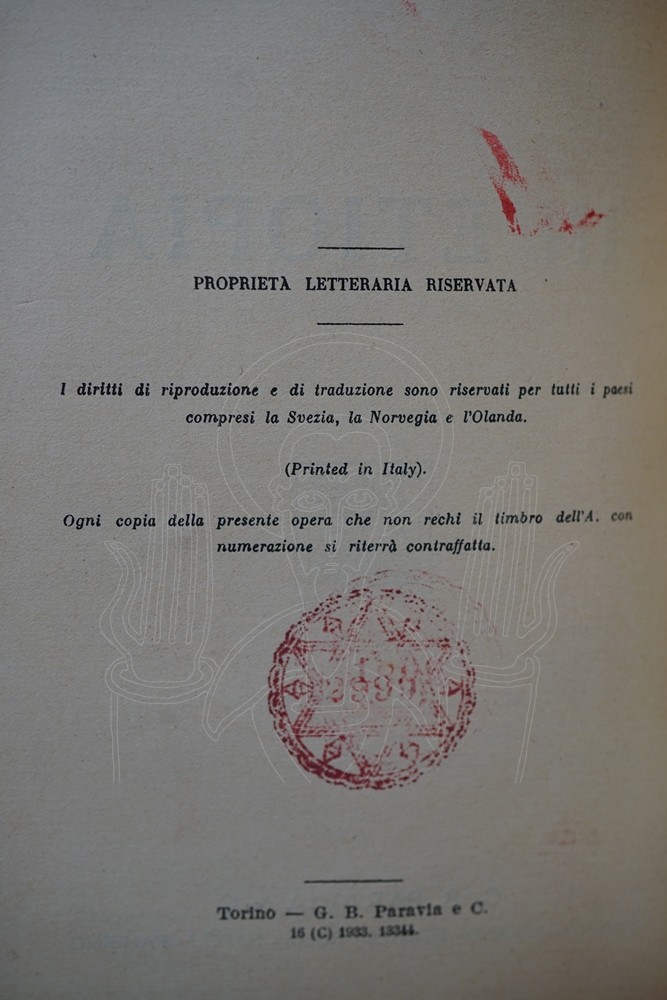 PROPRIETÀ LETTERARIA RISERVATA
I diritti di riproduzione e di traduzione sono riservati per tutti i paesi
compresi la Svezia, la Norvegia e l'Olanda.
(Printed in Italy).
Ogni copia della presente opera che non rechi il timbro dell'A. con
numerazione si riterrà contraffatta.
Torino — G. B. Paravia e C.
16 (C) 1933. 13344.